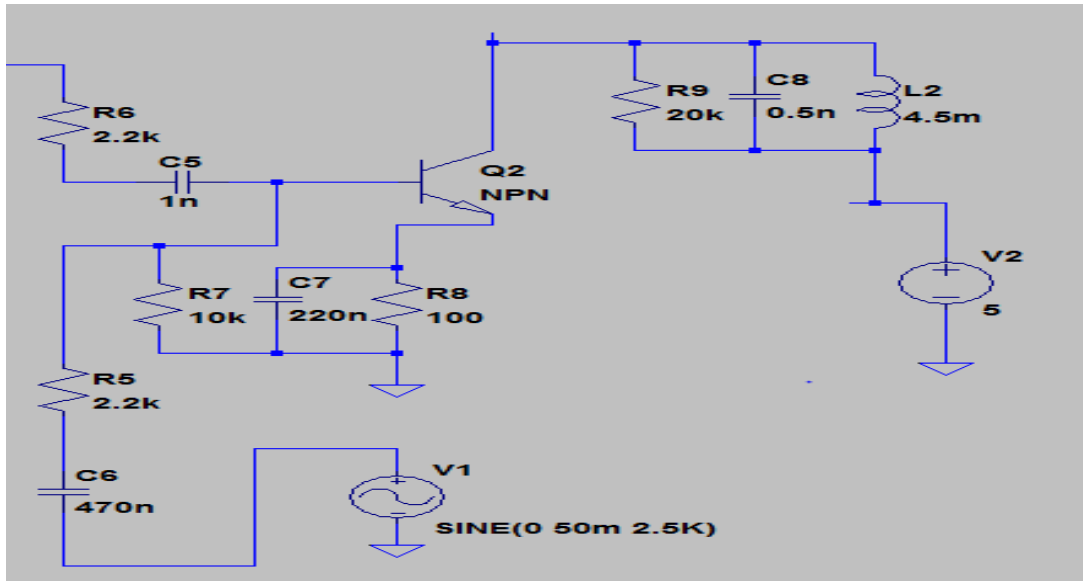 R6
2.2k
C5
1n
R9
20k
C8
0.5n
L2
4.5m
Q2
NPN
R7
10k
C7
220n
R8
100
V2
5
R5
2.2k
C6
470n
V1
SINE(0 50m 2.5K)